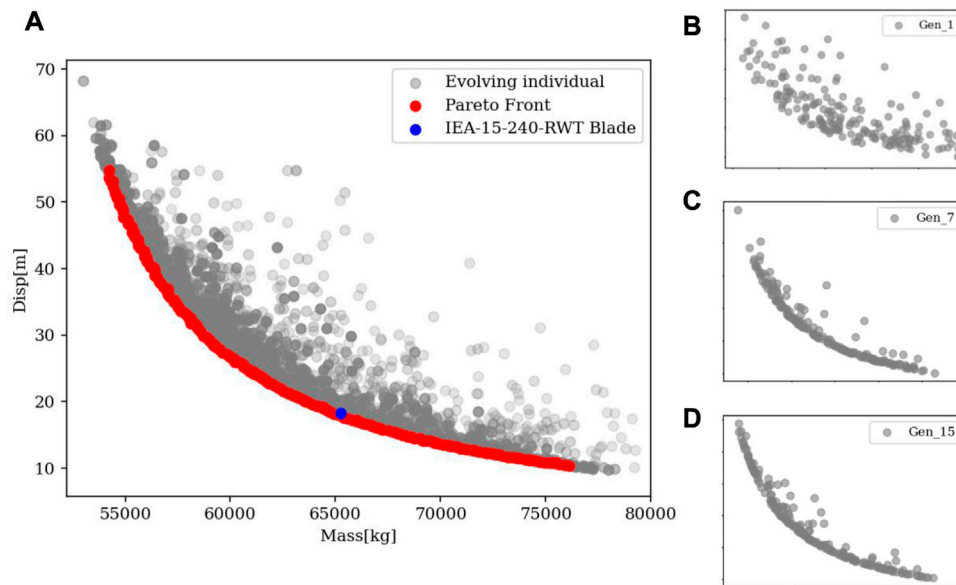 A
70
60
50
40
30
20
10
Disp[m]
Evolving individual
Pareto Front
IEA-15-240-RWT Blade
55000 60000 65000 70000 75000 80000
Mass[kg]
B
Gen_1
C
Gen_7
D
Gen_15